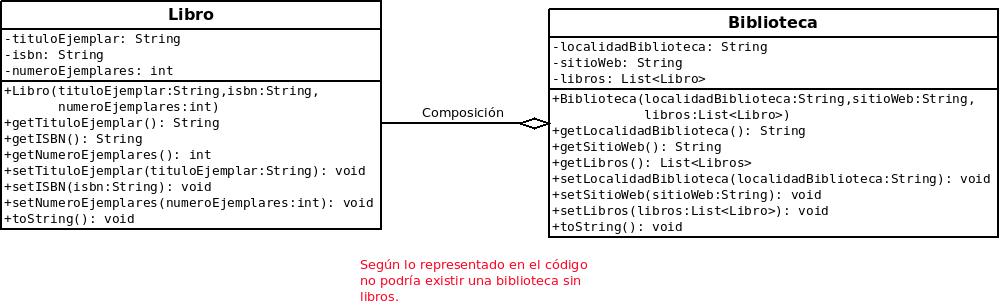 Libro
-tituloEjemplar: String
-isbn: String
-numeroEjemplares: int
+Libro(tituloEjemplar:String,isbn:String,
numeroEjemplares:int)
+getTituloEjemplar(): String
+getISBN(): String
+getNumeroEjemplares(): int
+setTituloEjemplar(tituloEjemplar:String): void
+setISBN(isbn:String): void
+setNumeroEjemplares(numeroEjemplares:int): void
+toString(): void
Composición
Biblioteca
-localidadBiblioteca: String
-sitioWeb: String
-libros: List<Libro>
+Biblioteca(localidadBiblioteca:String,sitioWeb:String,
libros:List<Libro>)
+getLocalidadBiblioteca(): String
+getSitioWeb(): String
+getLibros(): List<Libros>
+setLocalidadBiblioteca(localidadBiblioteca:String): void
+setSitioWeb(sitioWeb:String): void
+setLibros(libros:List<Libro>): void
+toString(): void
Según lo representado en el código
no podría existir una biblioteca sin
libros.